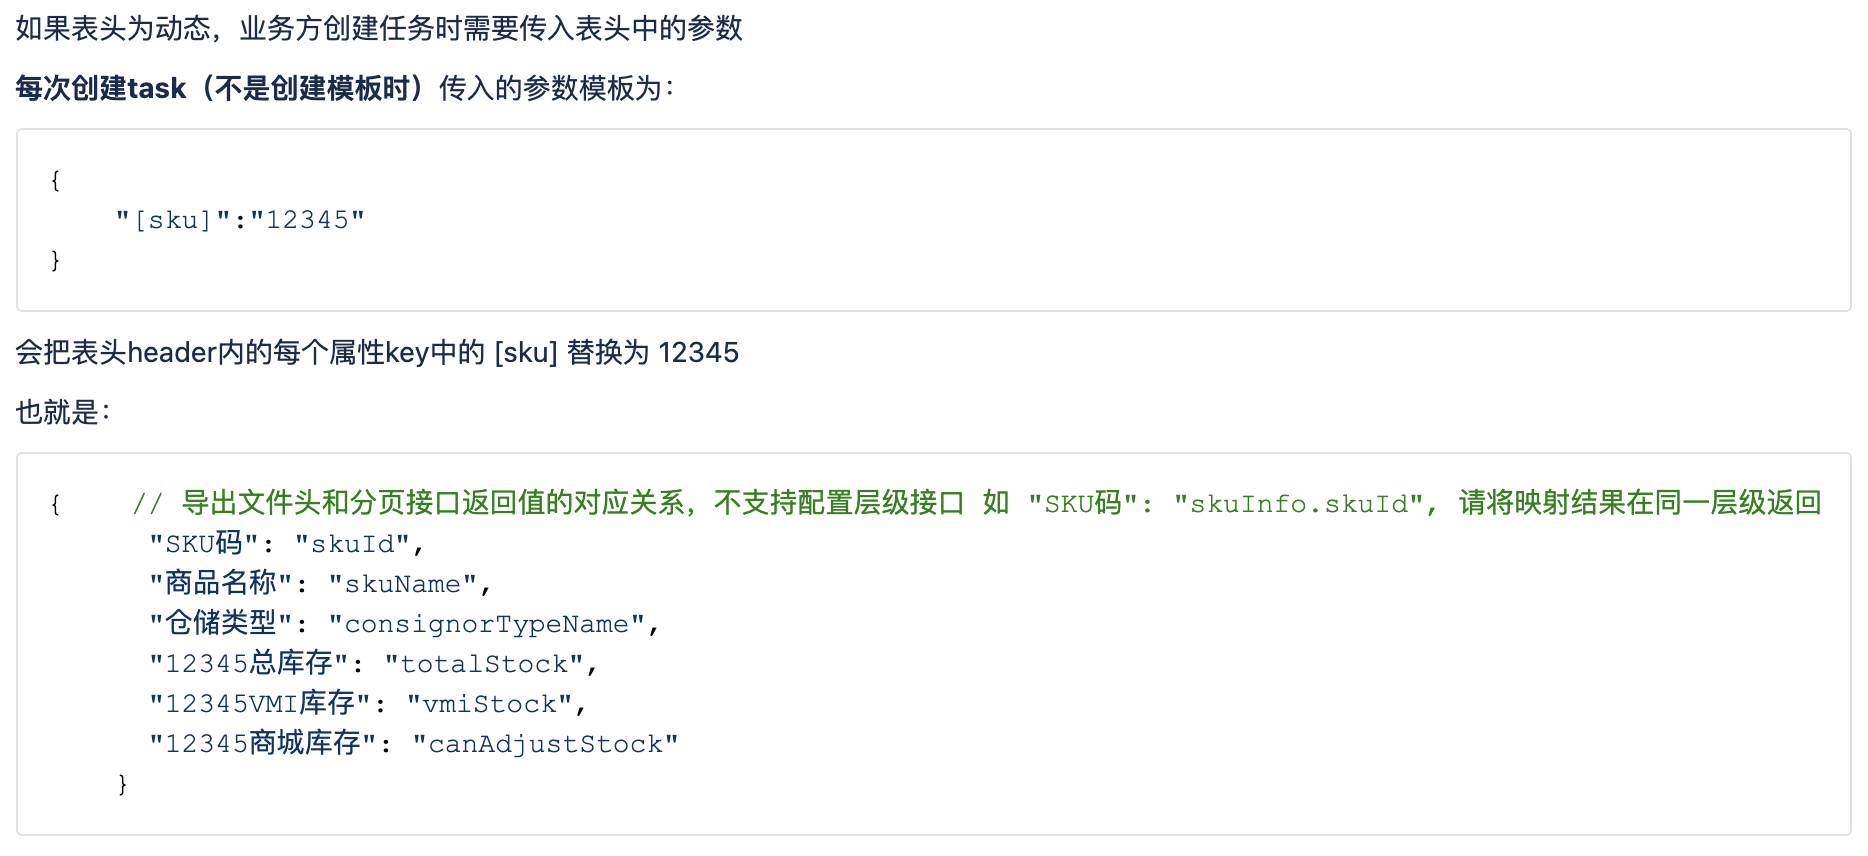 如果表头为动态，业务方创建任务时需要传入表头中的参数
每次创建task（不是创建模板时）传入的参数模板为：
{
    "[sku]":"12345"
}
会把表头header内的每个属性key中的 [sku] 替换为 12345
也就是：
{    // 导出文件头和分页接口返回值的对应关系，不支持配置层级接口 如 "SKU码": "skuInfo.skuId", 请将映射结果在同一层级返回
      "SKU码": "skuId",
      "商品名称": "skuName",
      "仓储类型": "consignorTypeName",
      "12345总库存": "totalStock",
      "12345VMI库存": "vmiStock",
      "12345商城库存": "canAdjustStock"
    }